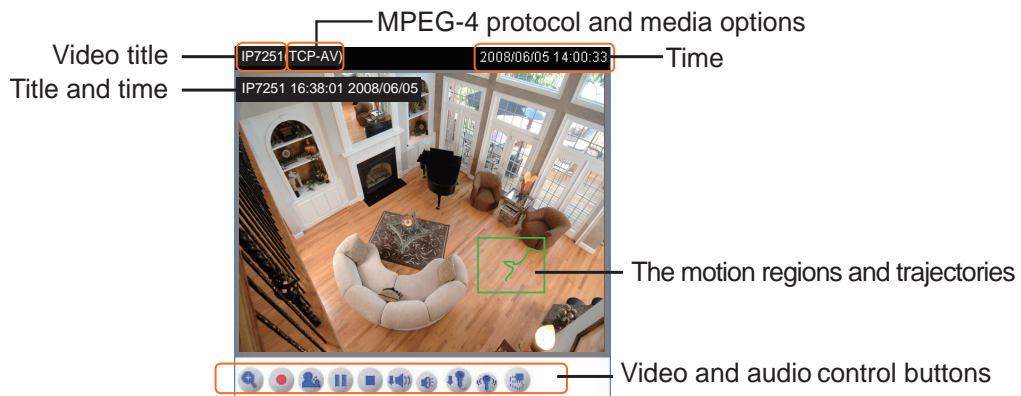 MPEG-4 protocol and media options
Video title
IP7251(TCP-AV)
2008/06/05 14:00:33
Time
Title and time
IP7251 16:38:01 2008/06/05
The motion regions and trajectories
Video and audio control buttons